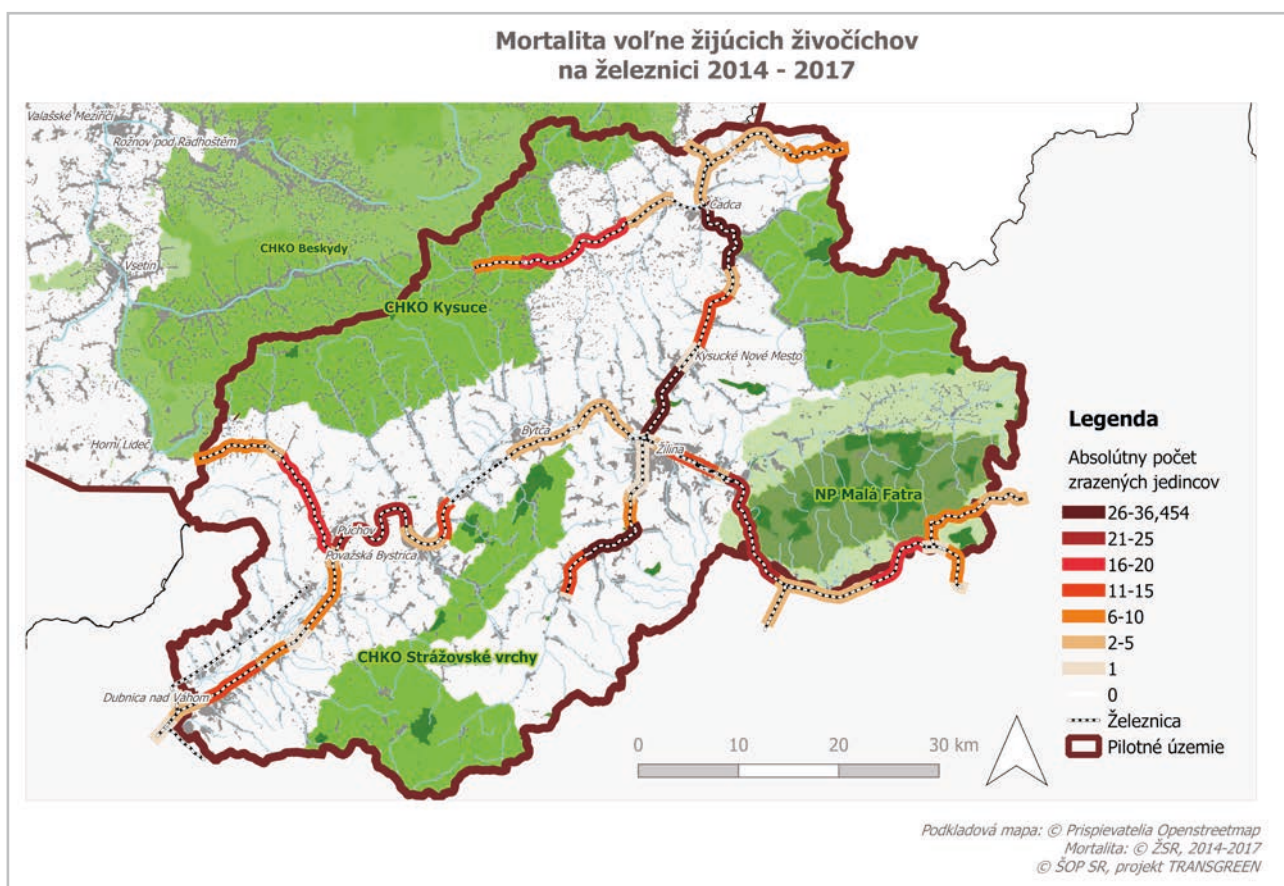 Mortalita voľne žijúcich živočíchov
na železnici 2014 - 2017
Valašské Meziříčí
Rožnov pod Radhoštěm
Čadca
CHKO Beskydy
Vsetín
CHKO Kysuce
Kysucké Nové Mesto
Bytča
Horní Lideč
Žilina
NP Malá Fatra
Púchov
Považská Bystrica
CHKO Strážovské vrchy
Dubnica nad Váhom
Legenda
Absolútny počet
zrazených jedincov
26-36,454
21-25
16-20
11-15
6-10
2-5
1
0
Železnica
Pilotné územie
0 10 20 30 km
Podkladová mapa: © Prispievatelia Openstreetmap
Mortalita: © ŽSR, 2014-2017
© ŠOP SR, projekt TRANSGREEN